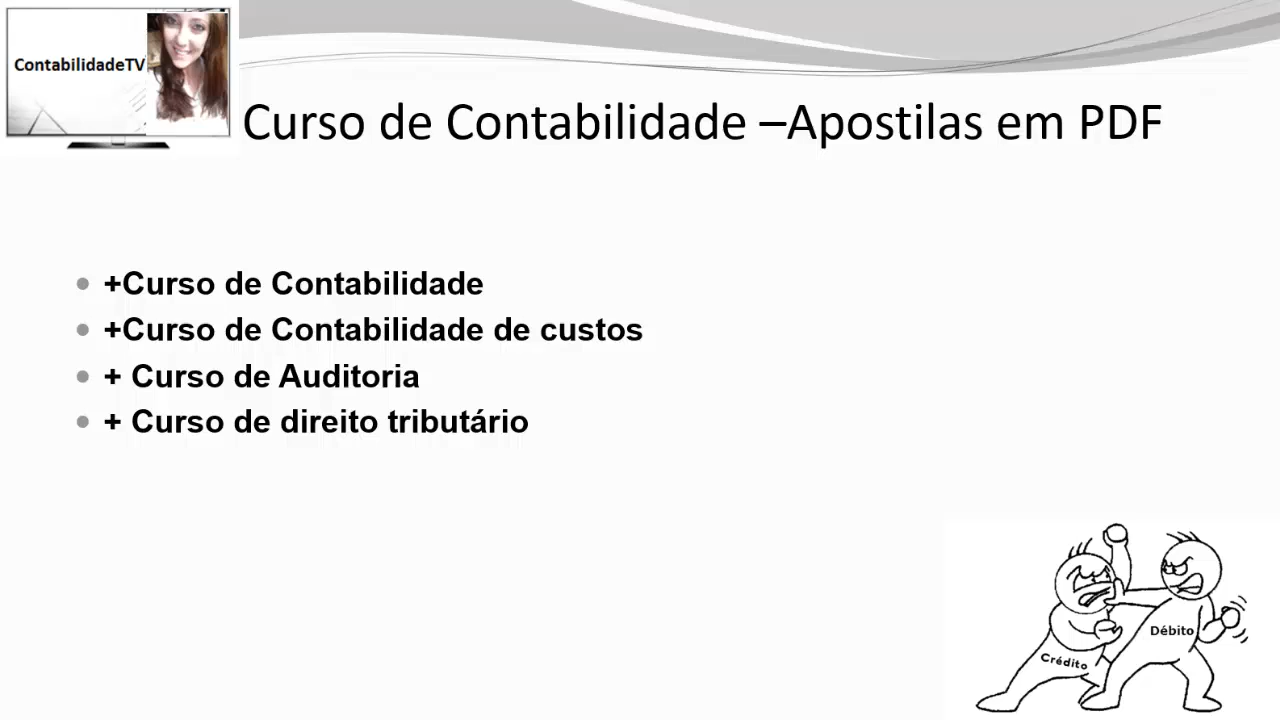 ContabilidadeTV
Curso de Contabilidade –Apostilas em PDF
+Curso de Contabilidade
+Curso de Contabilidade de custos
+ Curso de Auditoria
+ Curso de direito tributário
Débito
Crédito